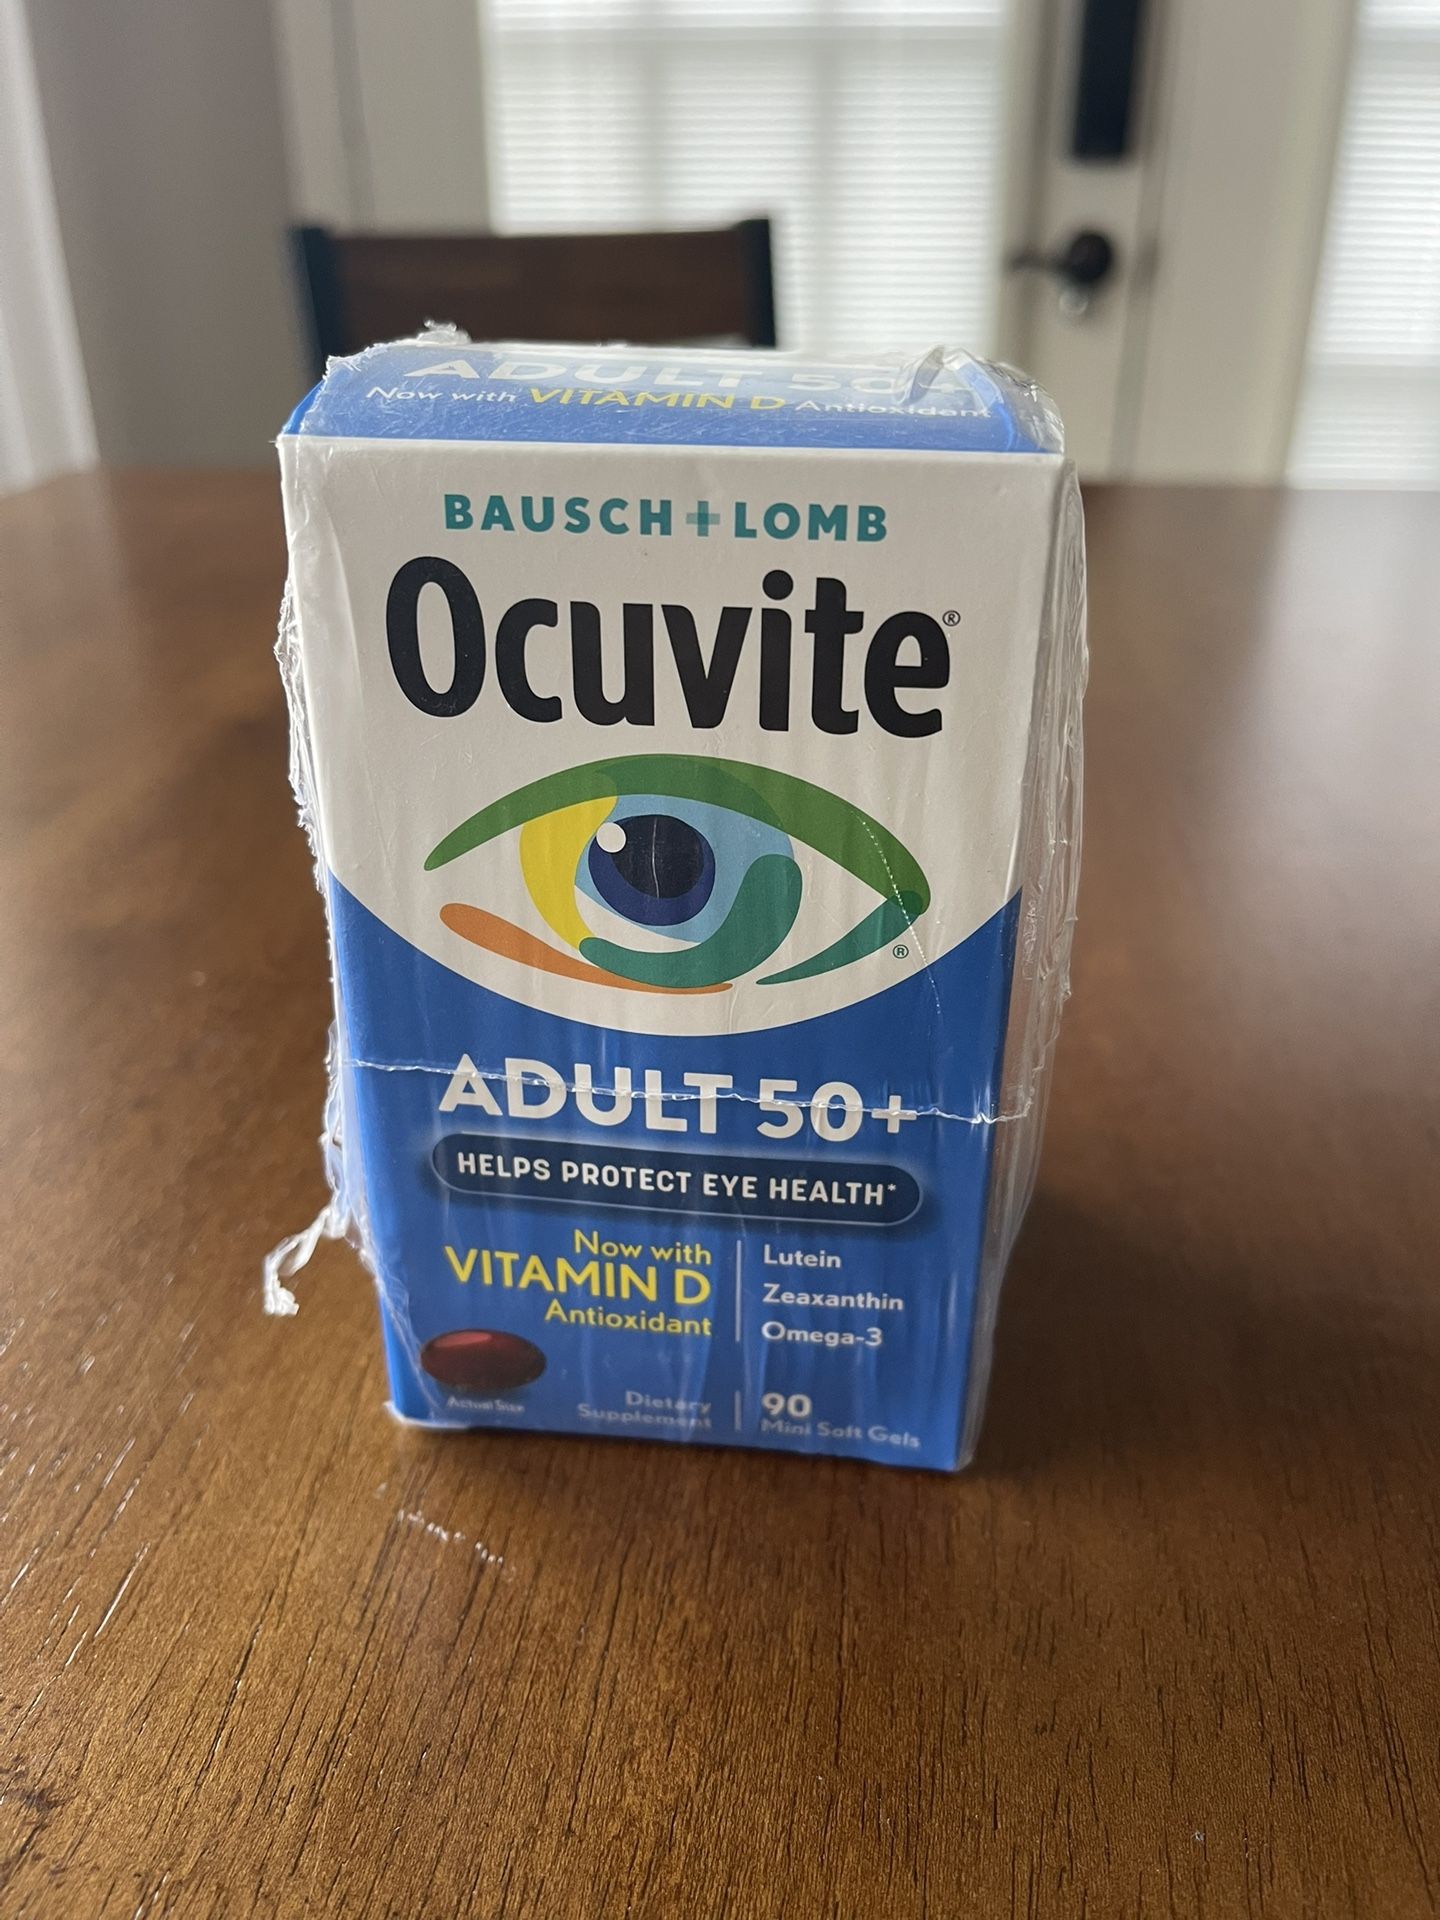 ADULT 50+
Now with VITAMIN D Antioxidant
BAUSCH + LOMB
Ocuvite®
®
ADULT 50+
HELPS PROTECT EYE HEALTH*
Now with
VITAMIN D
Antioxidant
Lutein
Zeaxanthin
Omega-3
Actual Size
Dietary
Supplement
90
Mini Soft Gels